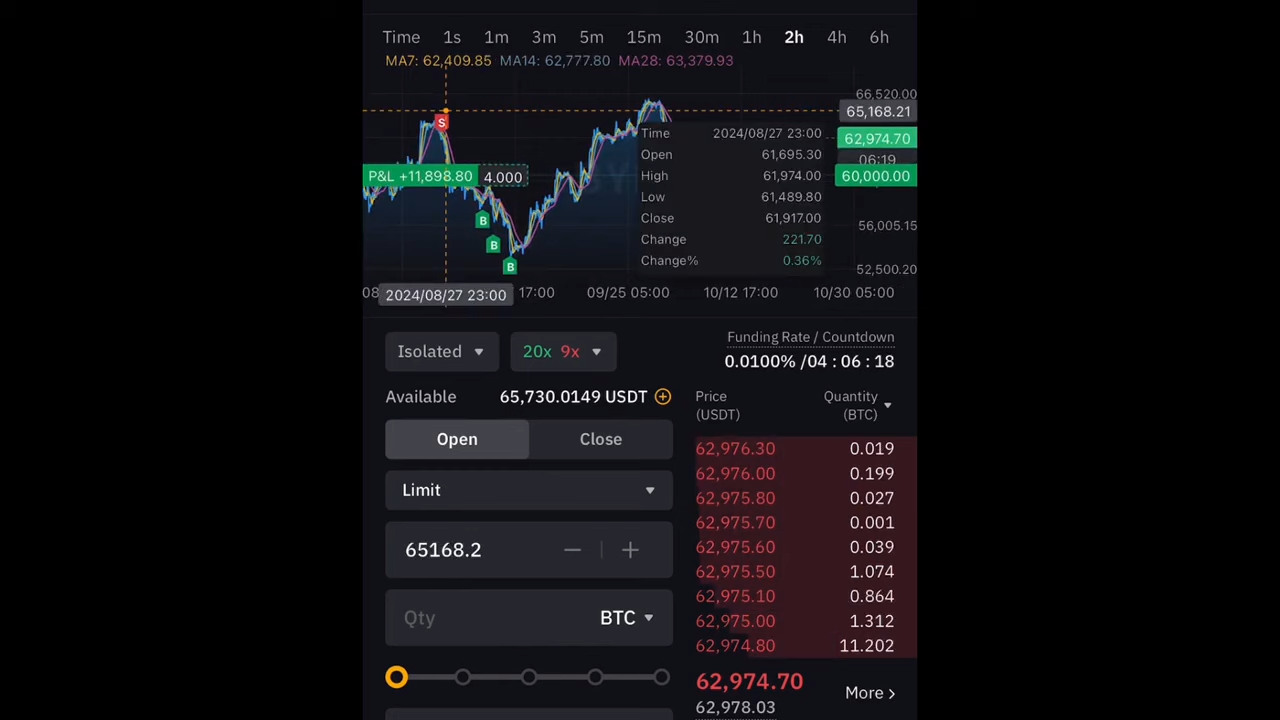 Time 1s 1m 3m 5m 15m 30m 1h 2h 4h 6h
MA7: 62,409.85 MA14: 62,777.80 MA28: 63,379.93
66,520.00
65,168.21
S
Time 2024/08/27 23:00
62,974.70
Open 61,695.30
06:19
P&L +11,898.80 4.000
High 61,974.00
60,000.00
Low 61,489.80
B
Close 61,917.00
56,005.15
B
Change 221.70
B
Change% 0.36%
52,500.20
08 2024/08/27 23:00 17:00 09/25 05:00 10/12 17:00 10/30 05:00
Isolated 20x 9x
Funding Rate / Countdown
0.0100% /04 : 06 : 18
Available 65,730.0149 USDT
Price Quantity
(USDT) (BTC)
Open Close
62,976.30 0.019
62,976.00 0.199
Limit
62,975.80 0.027
62,975.70 0.001
65168.2
62,975.60 0.039
62,975.50 1.074
62,975.10 0.864
Qty BTC
62,975.00 1.312
62,974.80 11.202
62,974.70
More
62,978.03